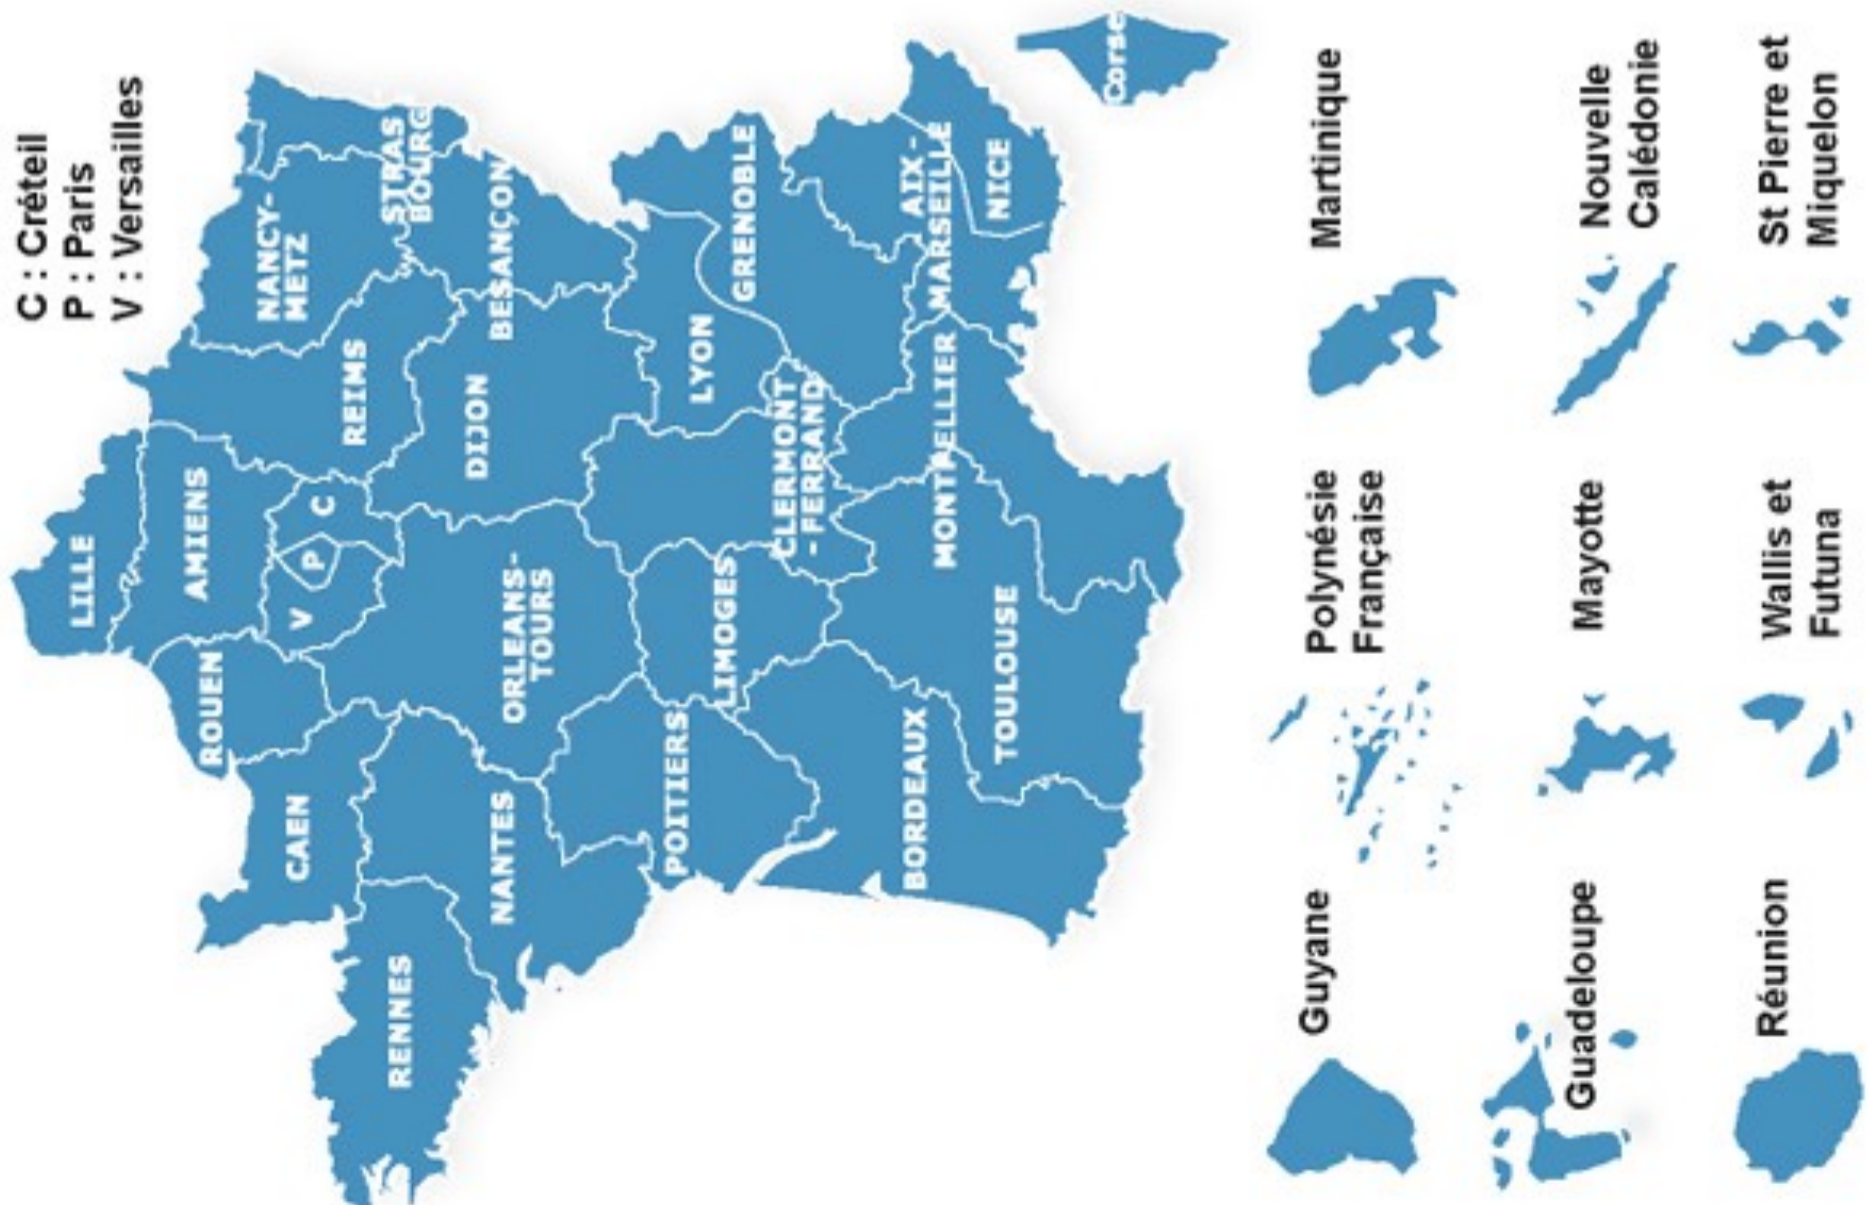 C : Créteil
P : Paris
V : Versailles
LILLE
AMIENS
ROUEN
CAEN
V
P
C
REIMS
NANCY-
METZ
STRAS
BOURG
RENNES
NANTES
ORLEANS-
TOURS
DIJON
BESANÇON
POITIERS
LIMOGES
CLERMONT
- FERRAND
LYON
GRENOBLE
BORDEAUX
TOULOUSE
MONTPELLIER
AIX -
MARSEILLE
NICE
Corse
Guyane
Polynésie
Française
Martinique
Guadeloupe
Mayotte
Nouvelle
Calédonie
Réunion
Wallis et
Futuna
St Pierre et
Miquelon